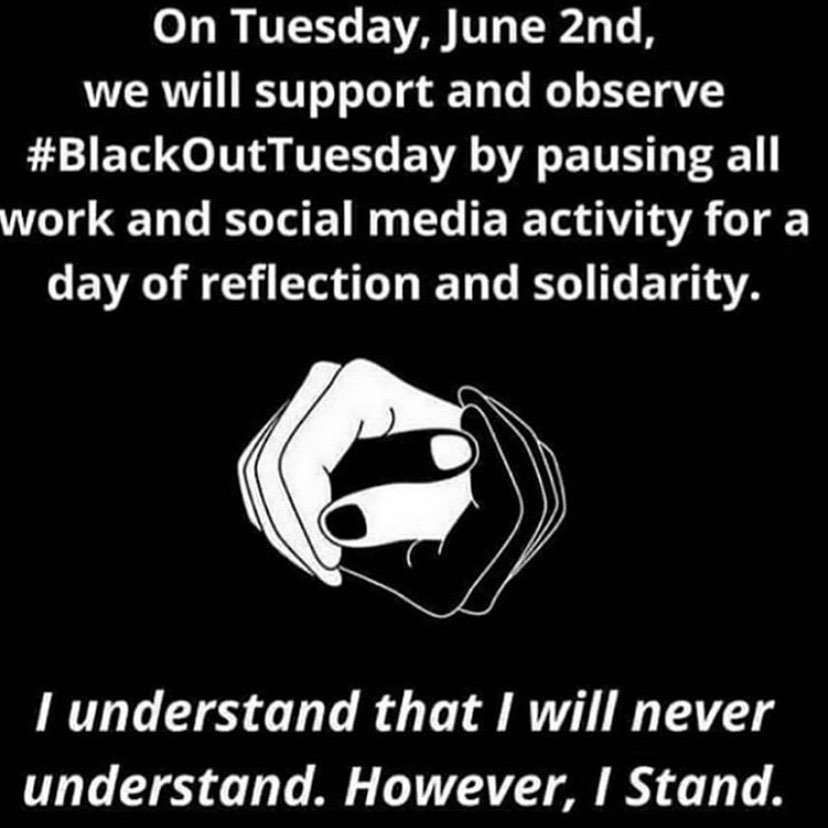 On Tuesday, June 2nd,
we will support and observe
#BlackOutTuesday by pausing all
work and social media activity for a
day of reflection and solidarity.
I understand that I will never
understand. However, I Stand.